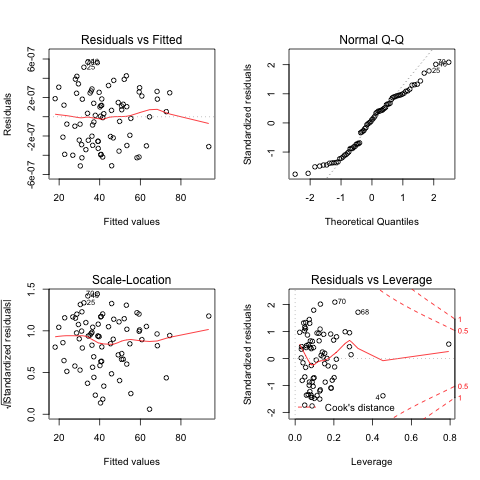 Residuals vs Fitted
Residuals
-6e-07 -2e-07 2e-07 6e-07
25
20 40 60 80
Fitted values
Normal Q-Q
Standardized residuals
-1 0 1 2
25
-2 -1 0 1 2
Theoretical Quantiles
Scale-Location
√|Standardized residuals|
0.0 0.5 1.0 1.5
25
20 40 60 80
Fitted values
Residuals vs Leverage
Standardized residuals
-2 -1 0 1 2
70
68
4
1
0.5
0.5
1
Cook's distance
0.0 0.2 0.4 0.6 0.8
Leverage